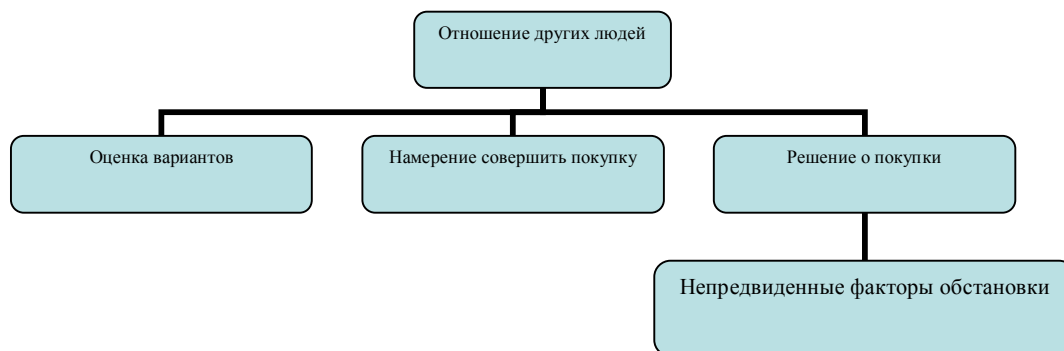 Отношение других людей
Оценка вариантов
Намерение совершить покупку
Решение о покупки
Непредвиденные факторы обстановки